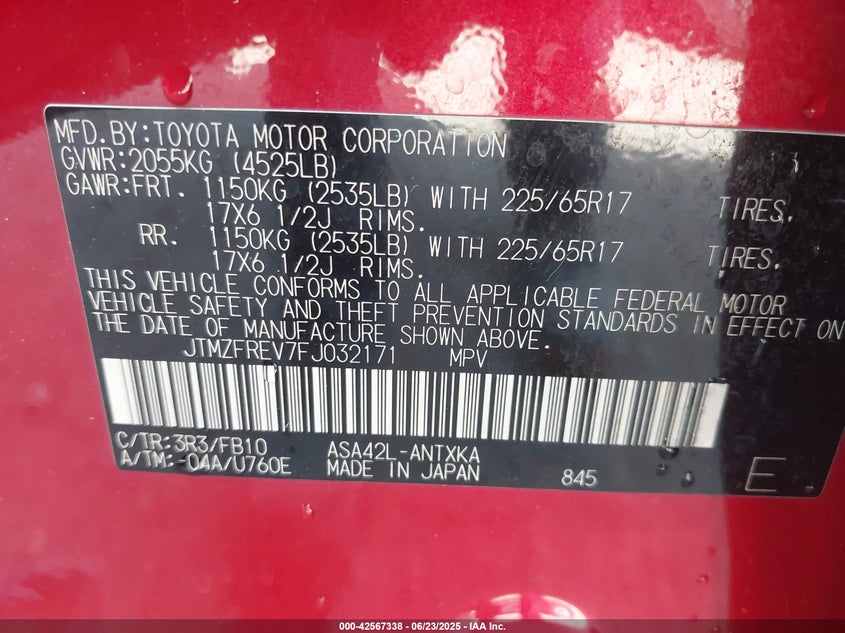 MFD.BY:TOYOTA MOTOR CORPORATION
GVWR:2055KG (4525LB)
GAWR:FRT. 1150KG (2535LB) WITH 225/65R17 TIRES.
17X6 1/2J RIMS.
RR. 1150KG (2535LB) WITH 225/65R17 TIRES.
17X6 1/2J RIMS.
THIS VEHICLE CONFORMS TO ALL APPLICABLE FEDERAL MOTOR
VEHICLE SAFETY AND THEFT PREVENTION STANDARDS IN EFFECT ON
THE DATE OF MANUFACTURE SHOWN ABOVE.
JTMZFREV7FJ032171 MPV
C/TR:3R3/FB10 ASA42L-ANTXKA
A/TM:-04A/U760E MADE IN JAPAN 845 E
000-42567338 - 06/23/2025 - IAA Inc.